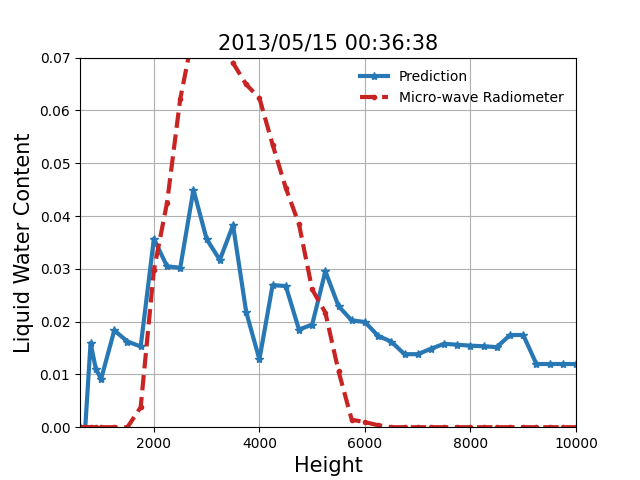 2013/05/15 00:36:38
0.07
0.06
0.05
0.04
0.03
0.02
0.01
0.00
Liquid Water Content
Prediction
Micro-wave Radiometer
2000 4000 6000 8000 10000
Height